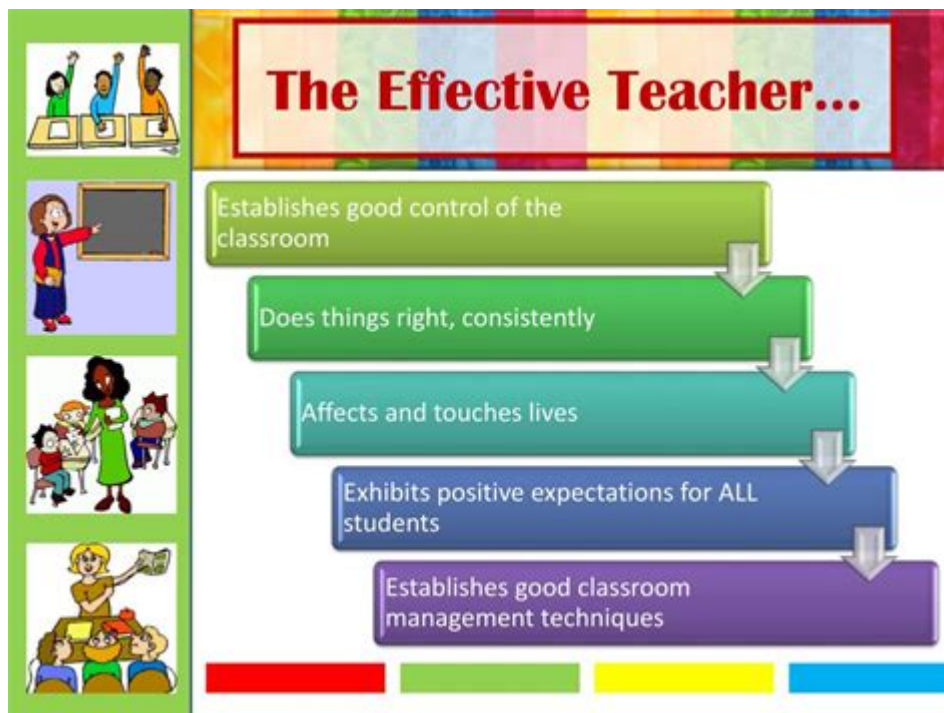 The Effective Teacher...
Establishes good control of the
classroom
Does things right, consistently
Affects and touches lives
Exhibits positive expectations for ALL
students
Establishes good classroom
management techniques